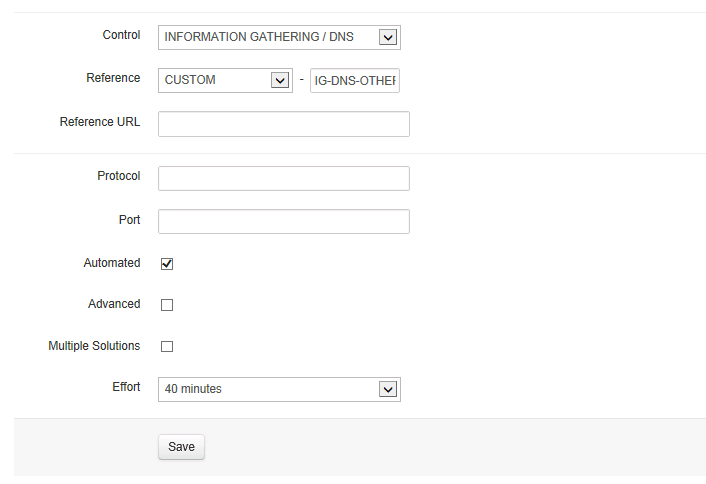 Control INFORMATION GATHERING / DNS
Reference CUSTOM - IG-DNS-OTHER
Reference URL
Protocol
Port
Automated
Advanced
Multiple Solutions
Effort 40 minutes
Save